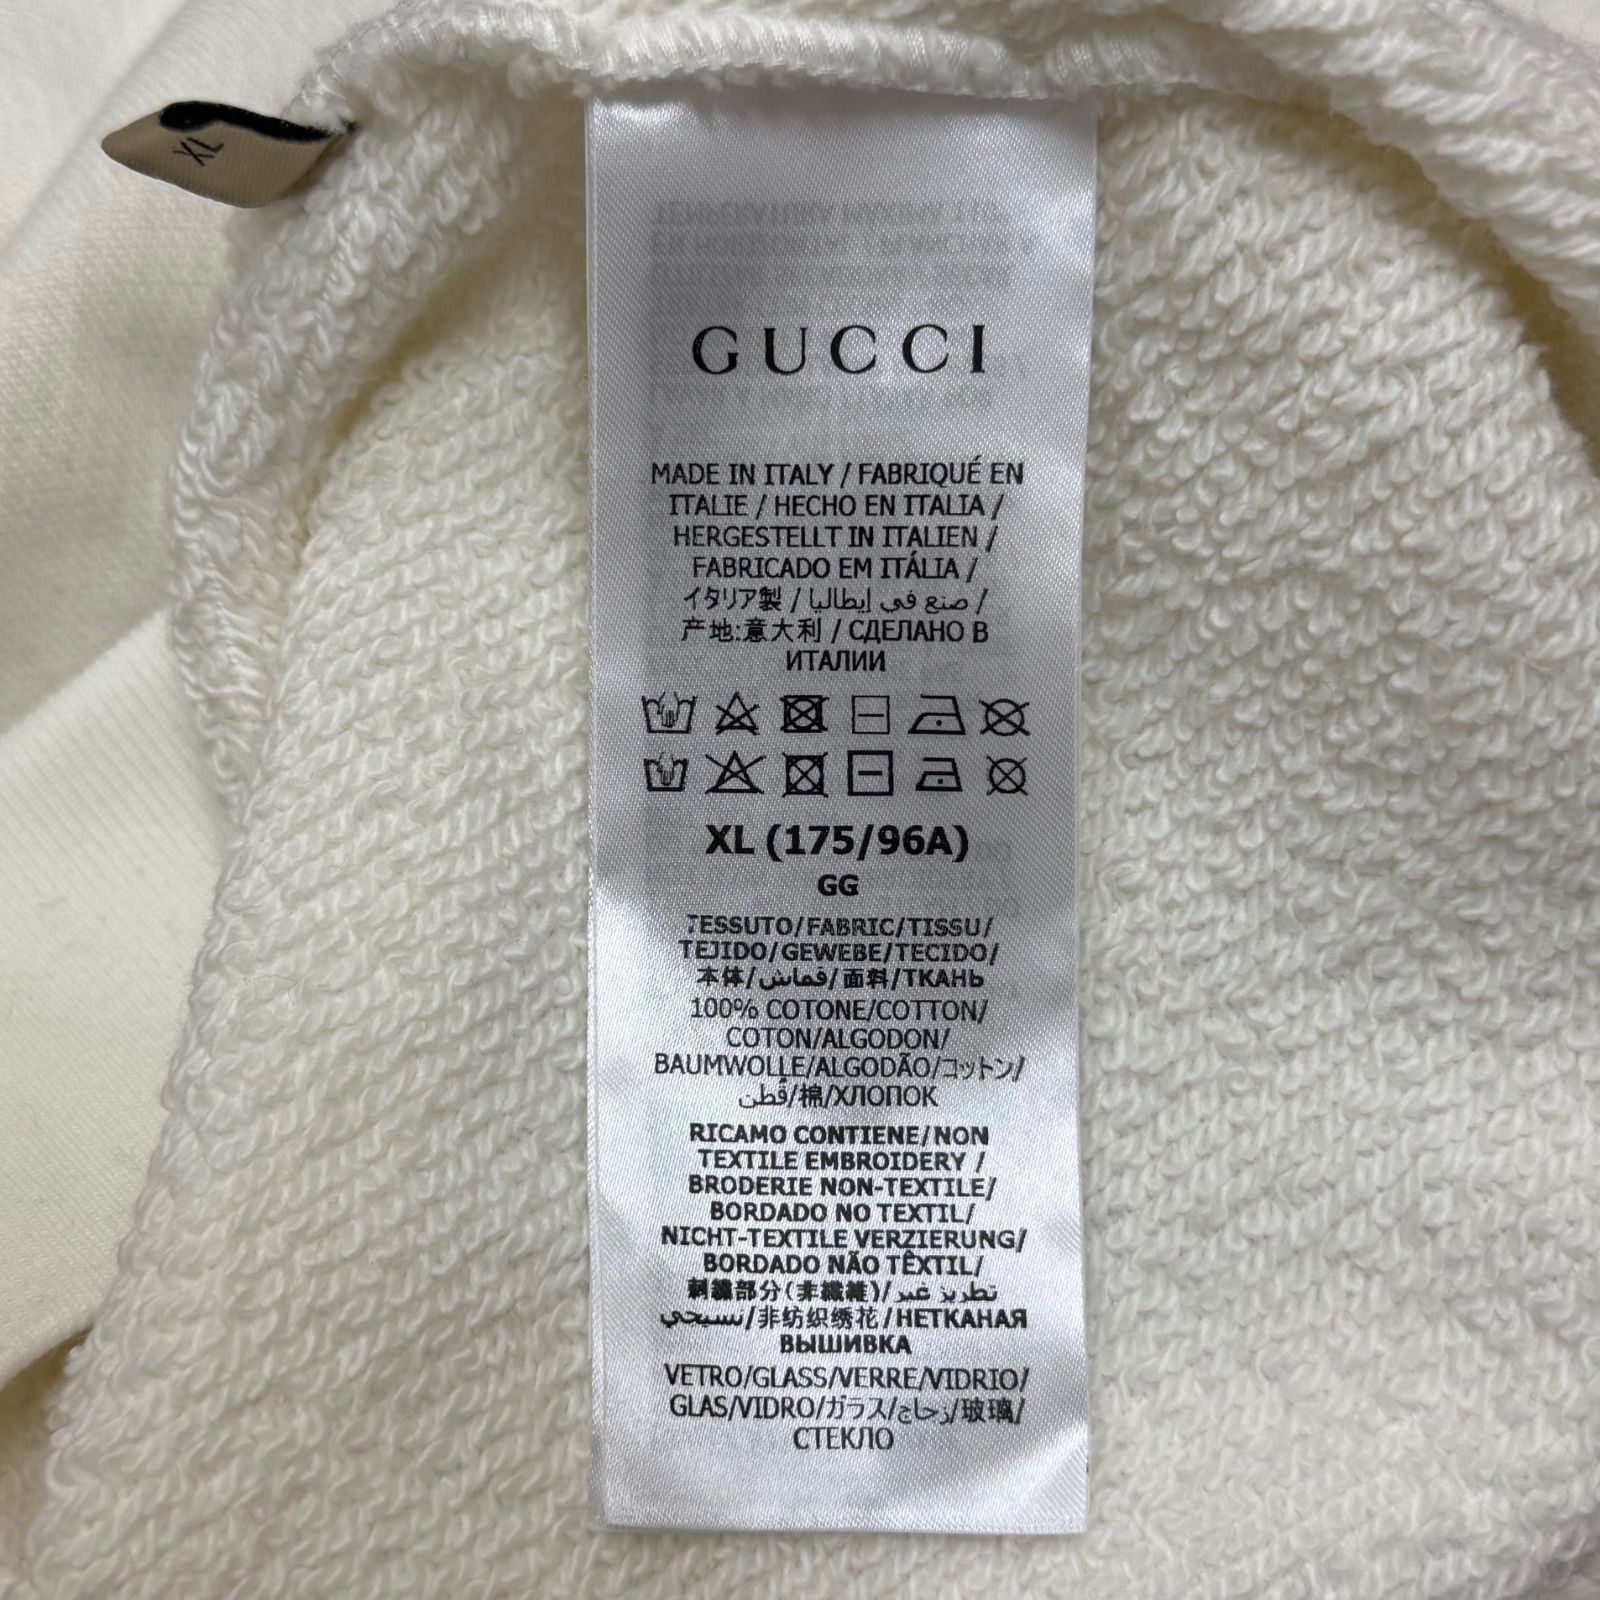 XL
GUCCI
MADE IN ITALY / FABRIQUÉ EN
ITALIE / HECHO EN ITALIA /
HERGESTELLT IN ITALIEN /
FABRICADO EM ITÁLIA /
イタリア製 / صنع في إيطاليا /
产地:意大利 / СДЕЛАНО В
ИТАЛИИ
XL (175/96A)
GG
TESSUTO/FABRIC/TISSU/
TEJIDO/GEWEBE/TECIDO/
本体/قماش/面料/ТКАНЬ
100% COTONE/COTTON/
COTON/ALGODON/
BAUMWOLLE/ALGODÃO/コットン/
قُطن/棉/ХЛОПОК
RICAMO CONTIENE/NON
TEXTILE EMBROIDERY /
BRODERIE NON-TEXTILE/
BORDADO NO TEXTIL/
NICHT-TEXTILE VERZIERUNG/
BORDADO NÃO TÊXTIL/
刺繍部分(非繊維)/تطريز غير
نسيجي/非纺织绣花/НЕТКАНАЯ
ВЫШИВКА
VETRO/GLASS/VERRE/VIDRIO/
GLAS/VIDRO/ガラス/زجاج/玻璃/
СТЕКЛО